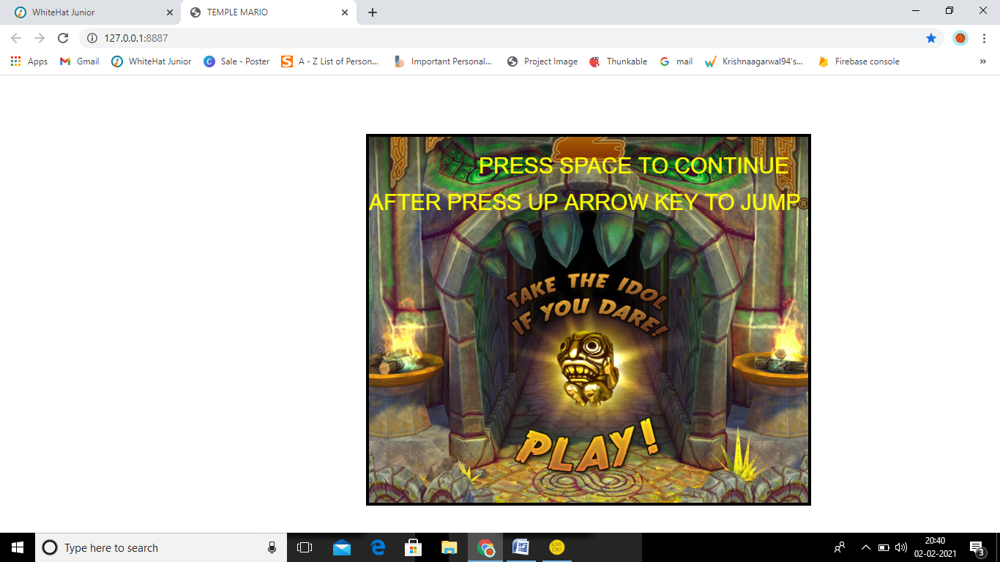 WhiteHat Junior
TEMPLE MARIO
127.0.0.1:8887
Apps
Gmail
WhiteHat Junior
Sale - Poster
A - Z List of Person...
Important Personal...
Project Image
Thunkable
mail
Krishnaagarwal94's...
Firebase console
»
PRESS SPACE TO CONTINUE
AFTER PRESS UP ARROW KEY TO JUMP
TAKE THE IDOL
IF YOU DARE!
PLAY!
Type here to search
20:40
02-02-2021
3